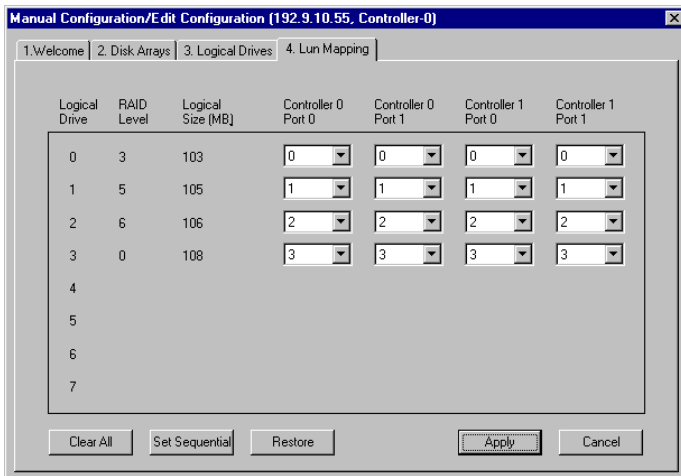 Manual Configuration/Edit Configuration (192.9.10.55, Controller-0)
1.Welcome 2. Disk Arrays 3. Logical Drives 4. Lun Mapping
Logical Drive RAID Level Logical Size (MB) Controller 0 Port 0 Controller 0 Port 1 Controller 1 Port 0 Controller 1 Port 1
0 3 103 0 0 0 0
1 5 105 1 1 1 1
2 6 106 2 2 2 2
3 0 108 3 3 3 3
4
5
6
7
Clear All Set Sequential Restore Apply Cancel